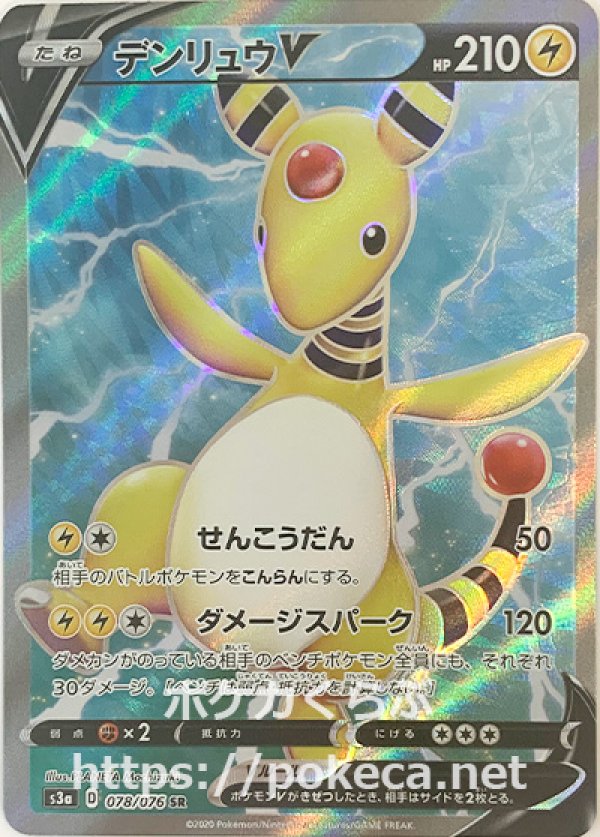 たね デンリュウV HP210
せんこうだん 50
相手のバトルポケモンをこんらんにする。
ダメージスパーク 120
ダメカンがのっている相手のベンチポケモン全員にも、それぞれ
30ダメージ。
ポケカくらぶ
弱点 ×2 抵抗力 にげる
Illus.
https://pokeca.net
s3a D 078/076 SR
ポケモンVがきぜつしたとき、相手はサイドを2枚とる。
©2020 Pokémon/Nintendo/Creatures/GAME FREAK.